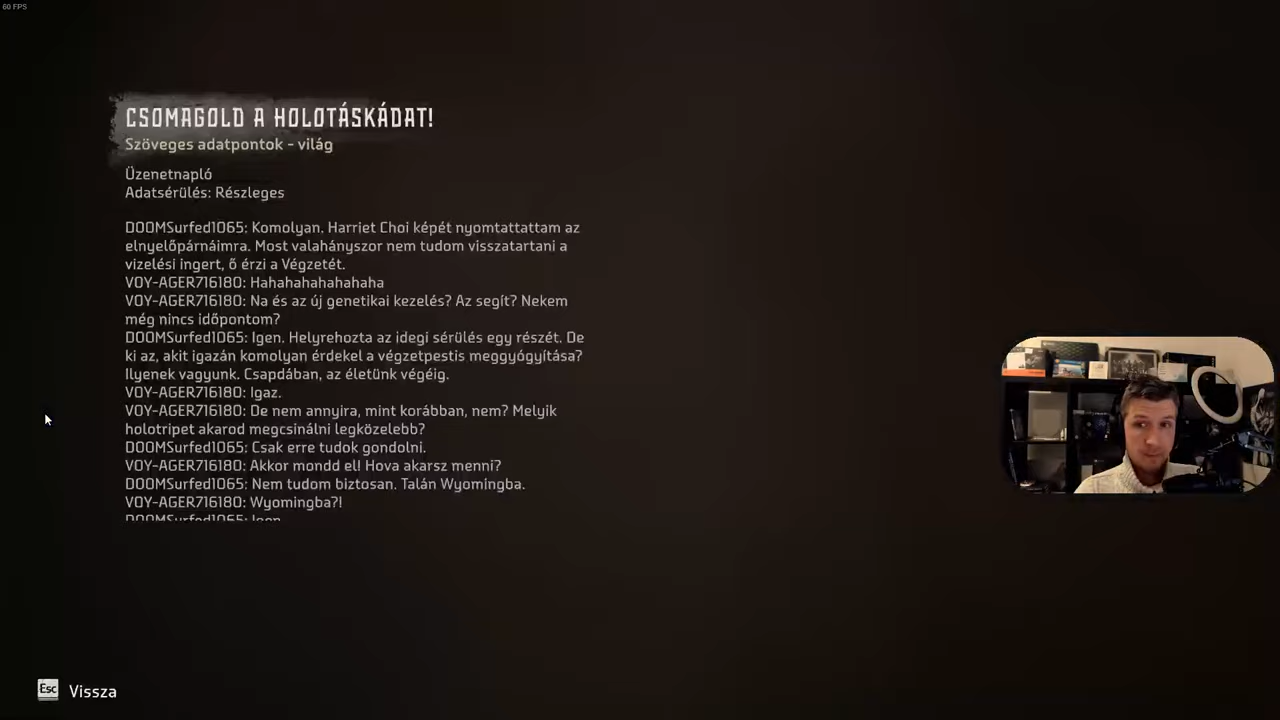 60 FPS
CSOMAGOLD A HOLOTÁSKÁDAT!
Szöveges adatpontok - világ
Üzenetnapló
Adatsérülés: Részleges
DOOMSurfed1065: Komolyan. Harriet Choi képét nyomtattattam az
elnyelőpárnáimra. Most valahányszor nem tudom visszatartani a
vizelési ingert, ő érzi a Végzetét.
VOY-AGER716180: Hahahahahahahaha
VOY-AGER716180: Na és az új genetikai kezelés? Az segít? Nekem
még nincs időpontom?
DOOMSurfed1065: Igen. Helyrehozta az idegi sérülés egy részét. De
ki az, akit igazán komolyan érdekel a végzetpestis meggyógyítása?
Ilyenek vagyunk. Csapdában, az életünk végéig.
VOY-AGER716180: Igaz.
VOY-AGER716180: De nem annyira, mint korábban, nem? Melyik
holotripet akarod megcsinálni legközelebb?
DOOMSurfed1065: Csak erre tudok gondolni.
VOY-AGER716180: Akkor mondd el! Hova akarsz menni?
DOOMSurfed1065: Nem tudom biztosan. Talán Wyomingba.
VOY-AGER716180: Wyomingba?!
DOOMSurfed1065: Igen
Esc Vissza